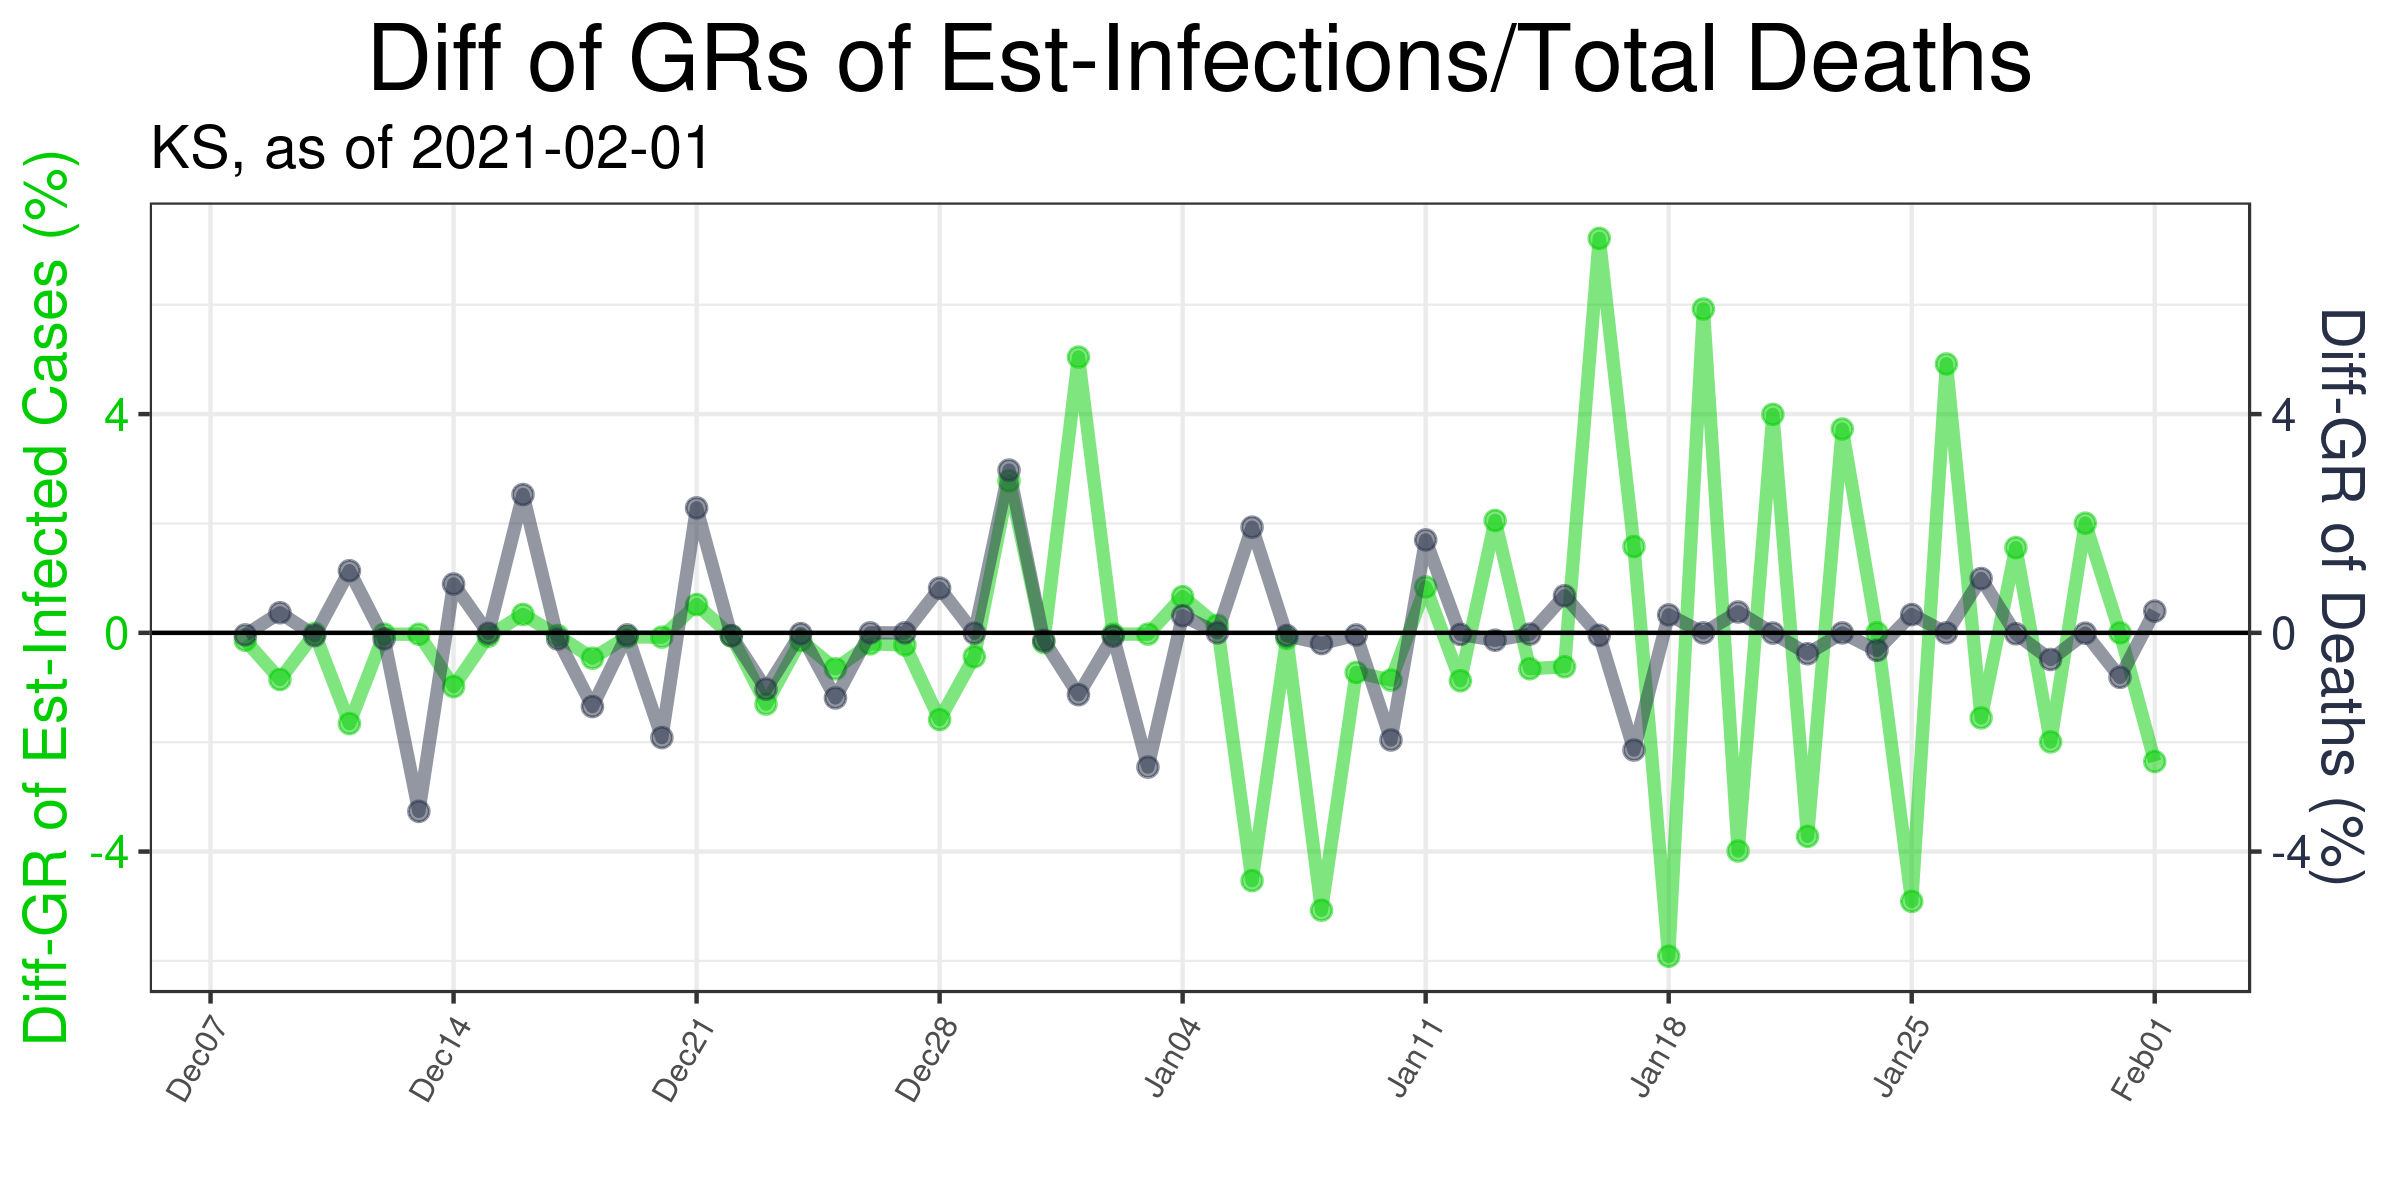 Diff of GRs of Est-Infections/Total Deaths
KS, as of 2021-02-01
Diff-GR of Est-Infected Cases (%)
4
0
-4
4
0
-4
Diff-GR of Deaths (%)
Dec07
Dec14
Dec21
Dec28
Jan04
Jan11
Jan18
Jan25
Feb01